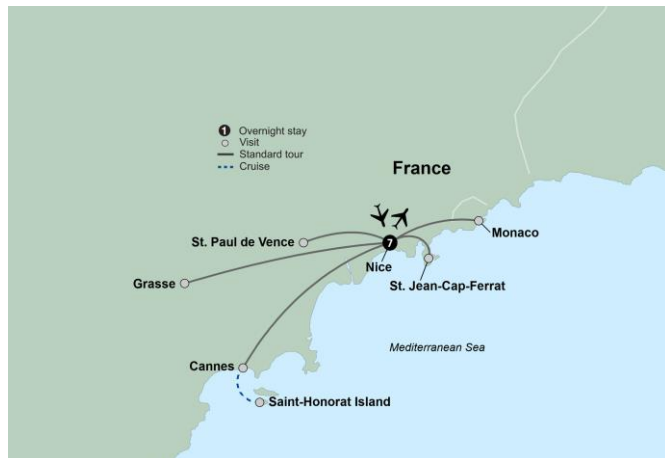 1 Overnight stay
Visit
Standard tour
Cruise
France
Monaco
St. Paul de Vence
7
Nice
St. Jean-Cap-Ferrat
Grasse
Mediterranean Sea
Cannes
Saint-Honorat Island